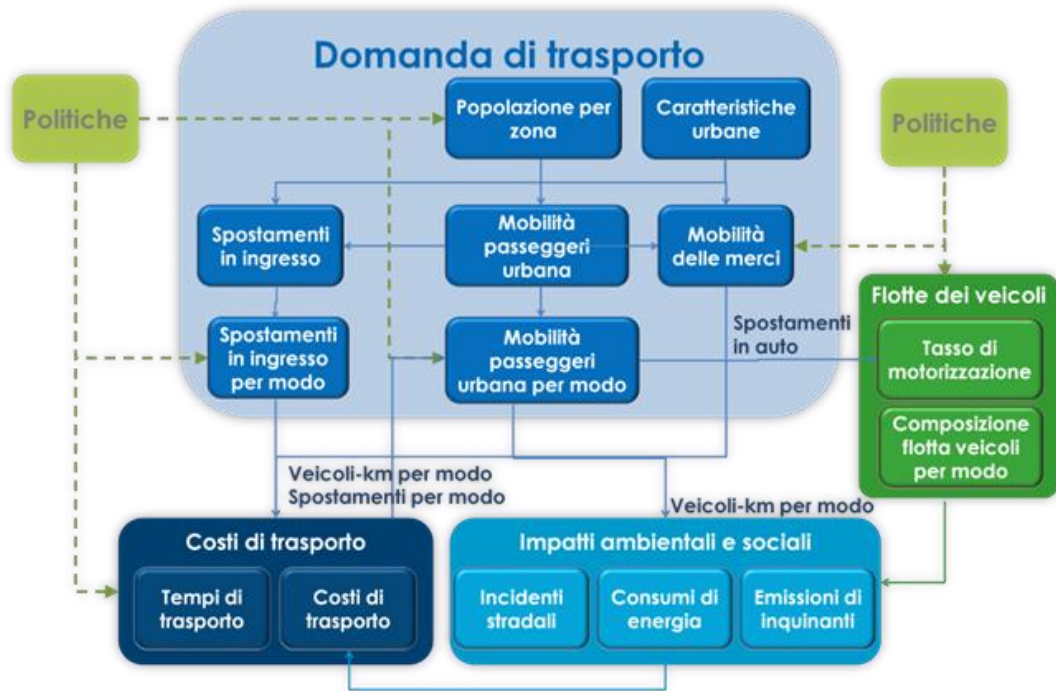 Domanda di trasporto
Politiche
Popolazione per
zona
Caratteristiche
urbane
Politiche
Spostamenti
in ingresso
Mobilità
passeggeri
urbana
Mobilità
delle merci
Flotte dei veicoli
Spostamenti
in ingresso
per modo
Mobilità
passeggeri
urbana per modo
Spostamenti
in auto
Tasso di
motorizzazione
Composizione
flotta veicoli
per modo
Veicoli-km per modo
Spostamenti per modo
Veicoli-km per modo
Costi di trasporto
Tempi di
trasporto
Costi di
trasporto
Impatti ambientali e sociali
Incidenti
stradali
Consumi di
energia
Emissioni di
inquinanti